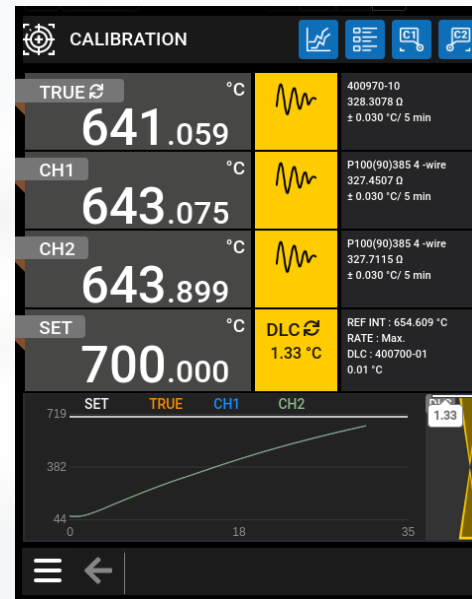 CALIBRATION
C1
C2
TRUE
°C
641.059
400970-10
328.3078 Ω
± 0.030 °C/ 5 min
CH1
°C
643.075
P100(90)385 4 -wire
327.4507 Ω
± 0.030 °C/ 5 min
CH2
°C
643.899
P100(90)385 4 -wire
327.7115 Ω
± 0.030 °C/ 5 min
SET
°C
700.000
DLC
1.33 °C
REF INT : 654.609 °C
RATE : Max.
DLC : 400700-01
0.01 °C
SET TRUE CH1 CH2
719
382
44
0 18 35
DLC
1.33